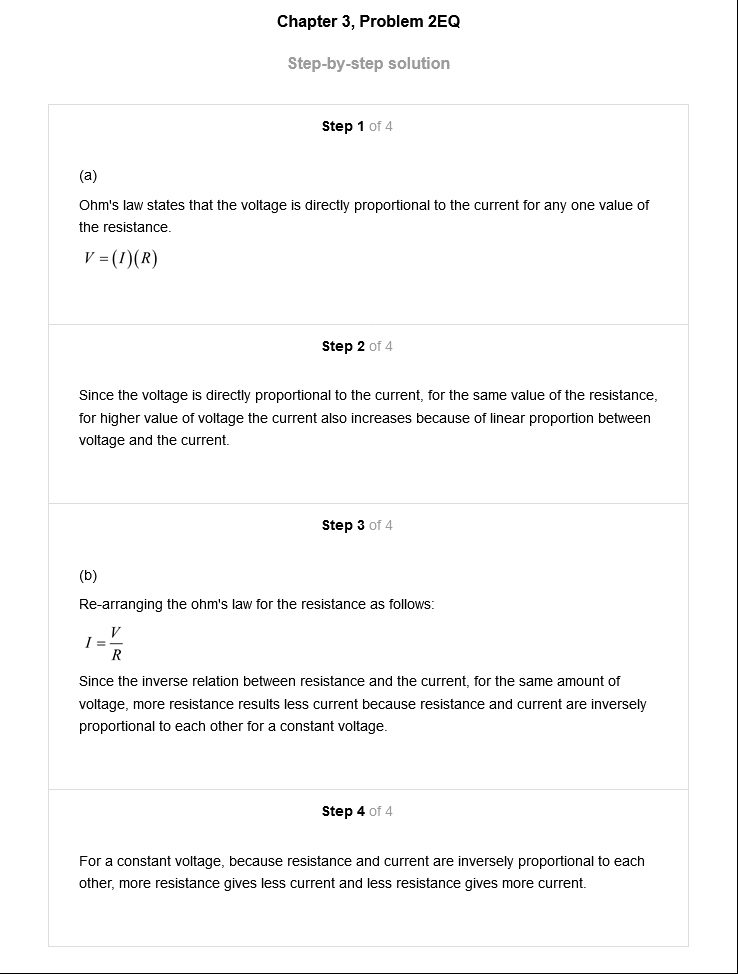 Chapter 3, Problem 2EQ
Step-by-step solution
Step 1 of 4
(a)
Ohm's law states that the voltage is directly proportional to the current for any one value of
the resistance.
V = (I)(R)
Step 2 of 4
Since the voltage is directly proportional to the current, for the same value of the resistance,
for higher value of voltage the current also increases because of linear proportion between
voltage and the current.
Step 3 of 4
(b)
Re-arranging the ohm's law for the resistance as follows:
I = V/R
Since the inverse relation between resistance and the current, for the same amount of
voltage, more resistance results less current because resistance and current are inversely
proportional to each other for a constant voltage.
Step 4 of 4
For a constant voltage, because resistance and current are inversely proportional to each
other, more resistance gives less current and less resistance gives more current.